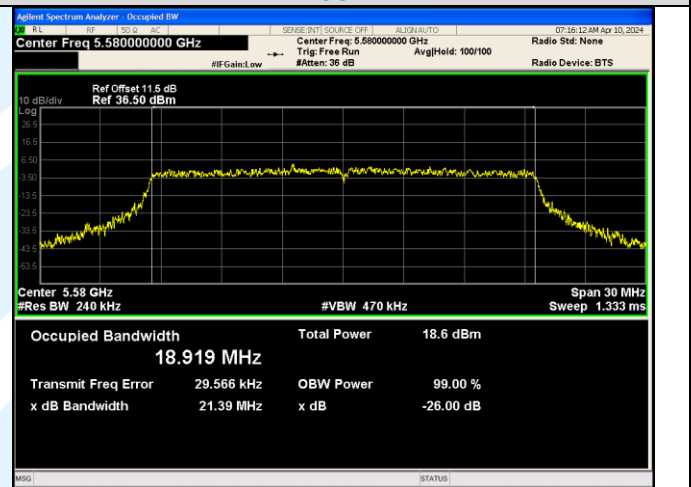 Agilent Spectrum Analyzer - Occupied BW
RL RF 50 Ω AC SENSE:INT SOURCE OFF ALIGN AUTO 07:16:12 AM Apr 10, 2024
Center Freq 5.580000000 GHz Center Freq: 5.580000000 GHz Radio Std: None
Trig: Free Run Avg|Hold: 100/100
#IFGain:Low #Atten: 36 dB Radio Device: BTS
Ref Offset 11.5 dB
10 dB/div Ref 36.50 dBm
Log
26.5
16.5
6.50
-3.50
-13.5
-23.5
-33.5
-43.5
-53.5
Center 5.58 GHz Span 30 MHz
#Res BW 240 kHz #VBW 470 kHz Sweep 1.333 ms
Occupied Bandwidth Total Power 18.6 dBm
18.919 MHz
Transmit Freq Error 29.566 kHz OBW Power 99.00 %
x dB Bandwidth 21.39 MHz x dB -26.00 dB
MSG STATUS